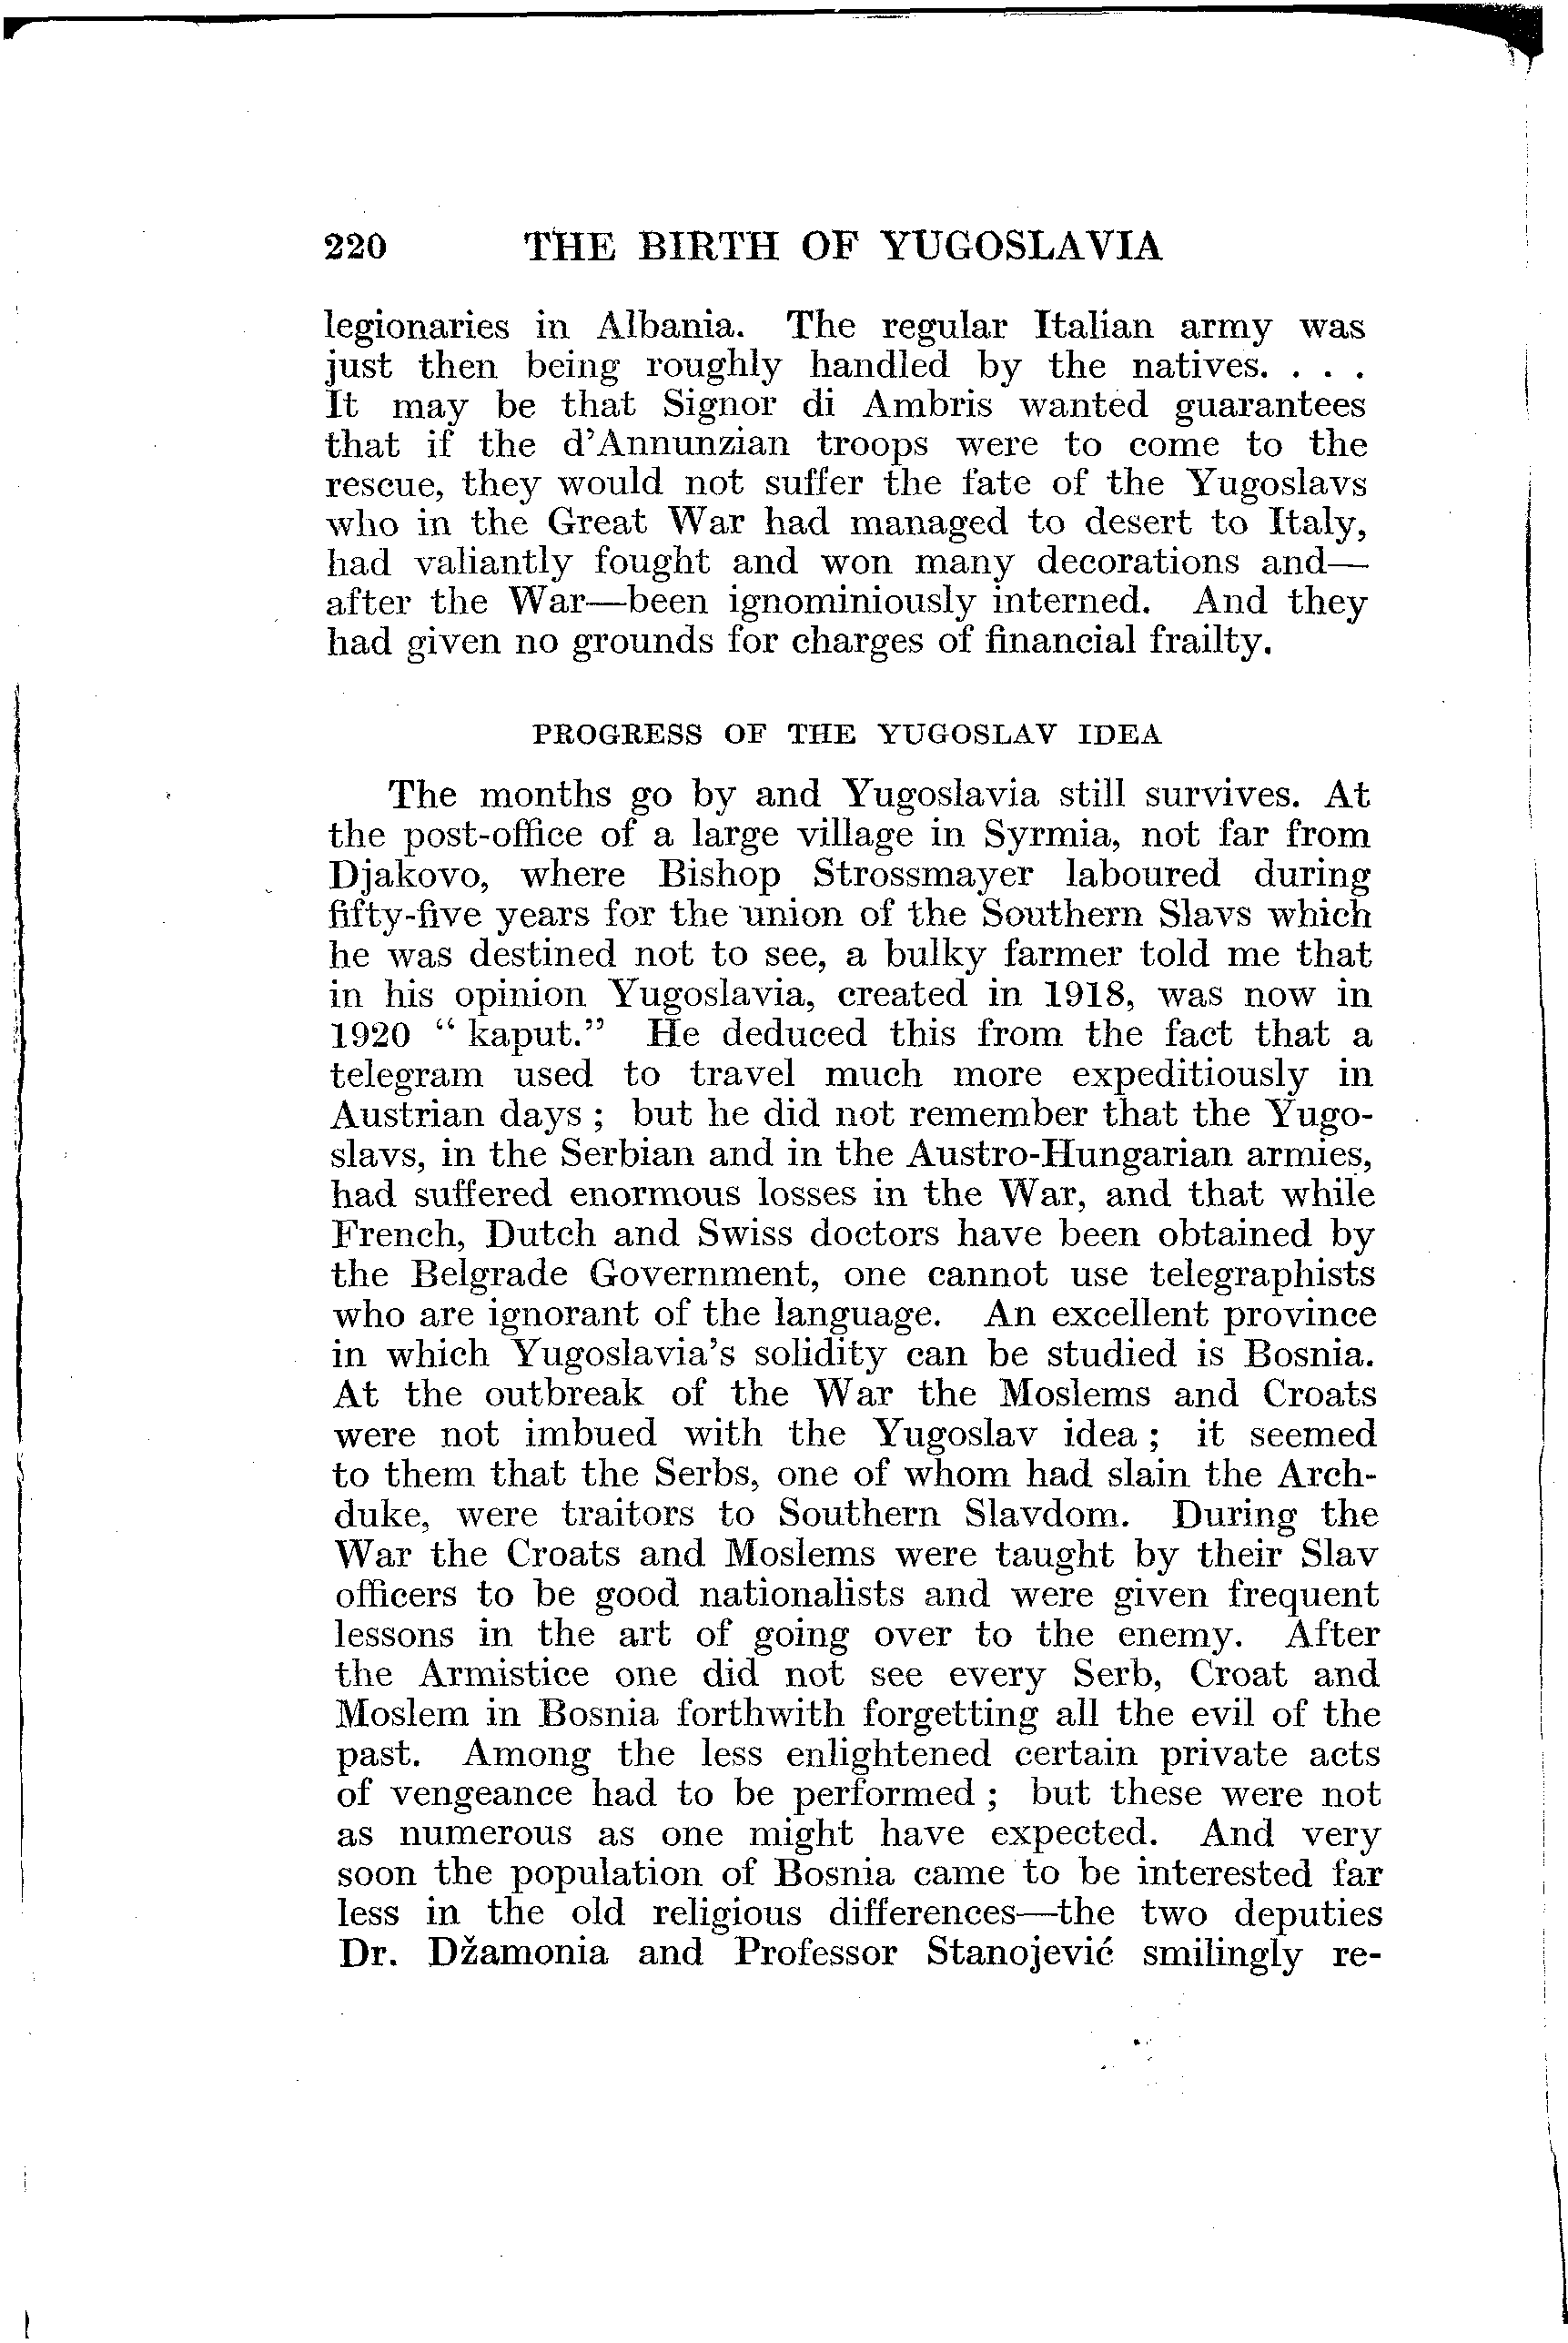 220 THE BIRTH OF YUGOSLAVIA
legionaries in Albania. The regular Italian army was
just then being roughly handled by the natives. . . .
It may be that Signor di Ambris wanted guarantees
that if the d'Annunzian troops were to come to the
rescue, they would not suffer the fate of the Yugoslavs
who in the Great War had managed to desert to Italy,
had valiantly fought and won many decorations and—
after the War—been ignominiously interned. And they
had given no grounds for charges of financial frailty.
PROGRESS OF THE YUGOSLAV IDEA
The months go by and Yugoslavia still survives. At
the post-office of a large village in Syrmia, not far from
Djakovo, where Bishop Strossmayer laboured during
fifty-five years for the union of the Southern Slavs which
he was destined not to see, a bulky farmer told me that
in his opinion Yugoslavia, created in 1918, was now in
1920 " kaput." He deduced this from the fact that a
telegram used to travel much more expeditiously in
Austrian days ; but he did not remember that the Yugo-
slavs, in the Serbian and in the Austro-Hungarian armies,
had suffered enormous losses in the War, and that while
French, Dutch and Swiss doctors have been obtained by
the Belgrade Government, one cannot use telegraphists
who are ignorant of the language. An excellent province
in which Yugoslavia's solidity can be studied is Bosnia.
At the outbreak of the War the Moslems and Croats
were not imbued with the Yugoslav idea ; it seemed
to them that the Serbs, one of whom had slain the Arch-
duke, were traitors to Southern Slavdom. During the
War the Croats and Moslems were taught by their Slav
officers to be good nationalists and were given frequent
lessons in the art of going over to the enemy. After
the Armistice one did not see every Serb, Croat and
Moslem in Bosnia forthwith forgetting all the evil of the
past. Among the less enlightened certain private acts
of vengeance had to be performed ; but these were not
as numerous as one might have expected. And very
soon the population of Bosnia came to be interested far
less in the old religious differences—the two deputies
Dr. Džamonia and Professor Stanojević smilingly re-